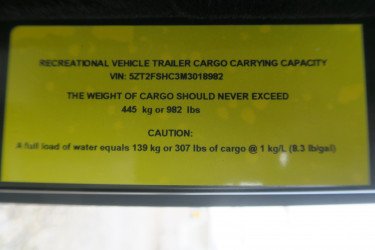 RECREATIONAL VEHICLE TRAILER CARGO CARRYING CAPACITY
VIN: 5ZT2FSHC3M3018982
THE WEIGHT OF CARGO SHOULD NEVER EXCEED
445 kg or 982 lbs
CAUTION:
A full load of water equals 139 kg or 307 lbs of cargo @ 1 kg/L (8.3 lb/gal)